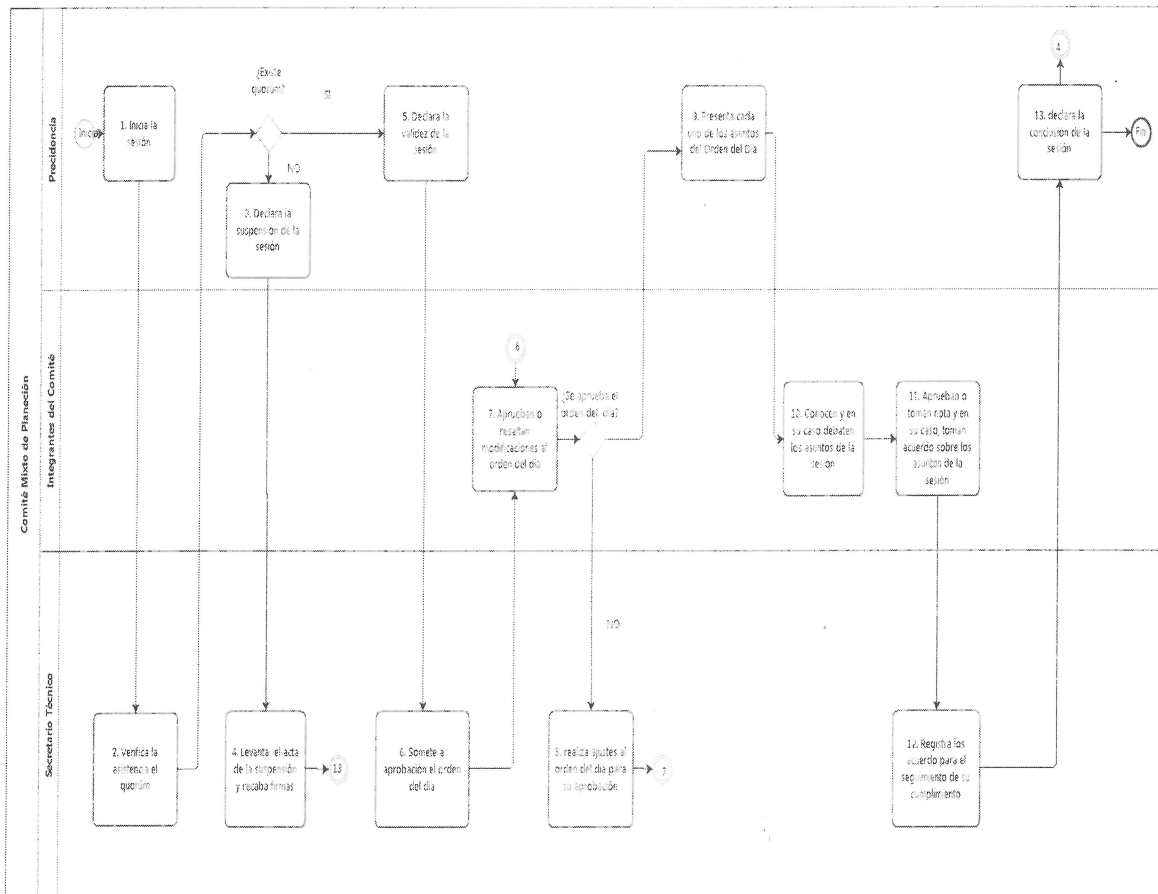 Comité Mixto de Planeción
Precidencia
Inicio
1. Inicia la
sesión
¿Existe
quorum?
SI
NO
3. Declara la
suspensión de la
sesión
5. Declara la
validez de la
sesión
9. Presenta cada
uno de los asuntos
del Orden del Día
4
13. declara la
conclusión de la
sesión
Fin
Integrantes del Comité
6
7. Aprueban o
resaltan
modificaciones al
orden del día
¿Se aprueba el
orden del día?
10. Conocen y en
su caso debaten
los asuntos de la
sesión
11. Aprueban o
toman nota y en
su caso, toman
acuerdo sobre los
asuntos de la
sesión
Secretario Técnico
2. Verifica la
asistencia el
quorúm
4. Levanta el acta
de la suspensión
y recaba firmas
13
6. Somete a
aprobación el orden
del día
NO
realiza ajustes al
orden del día para
su aprobación
7
12. Registra los
acuerdo para el
seguimiento de su
cumplimento